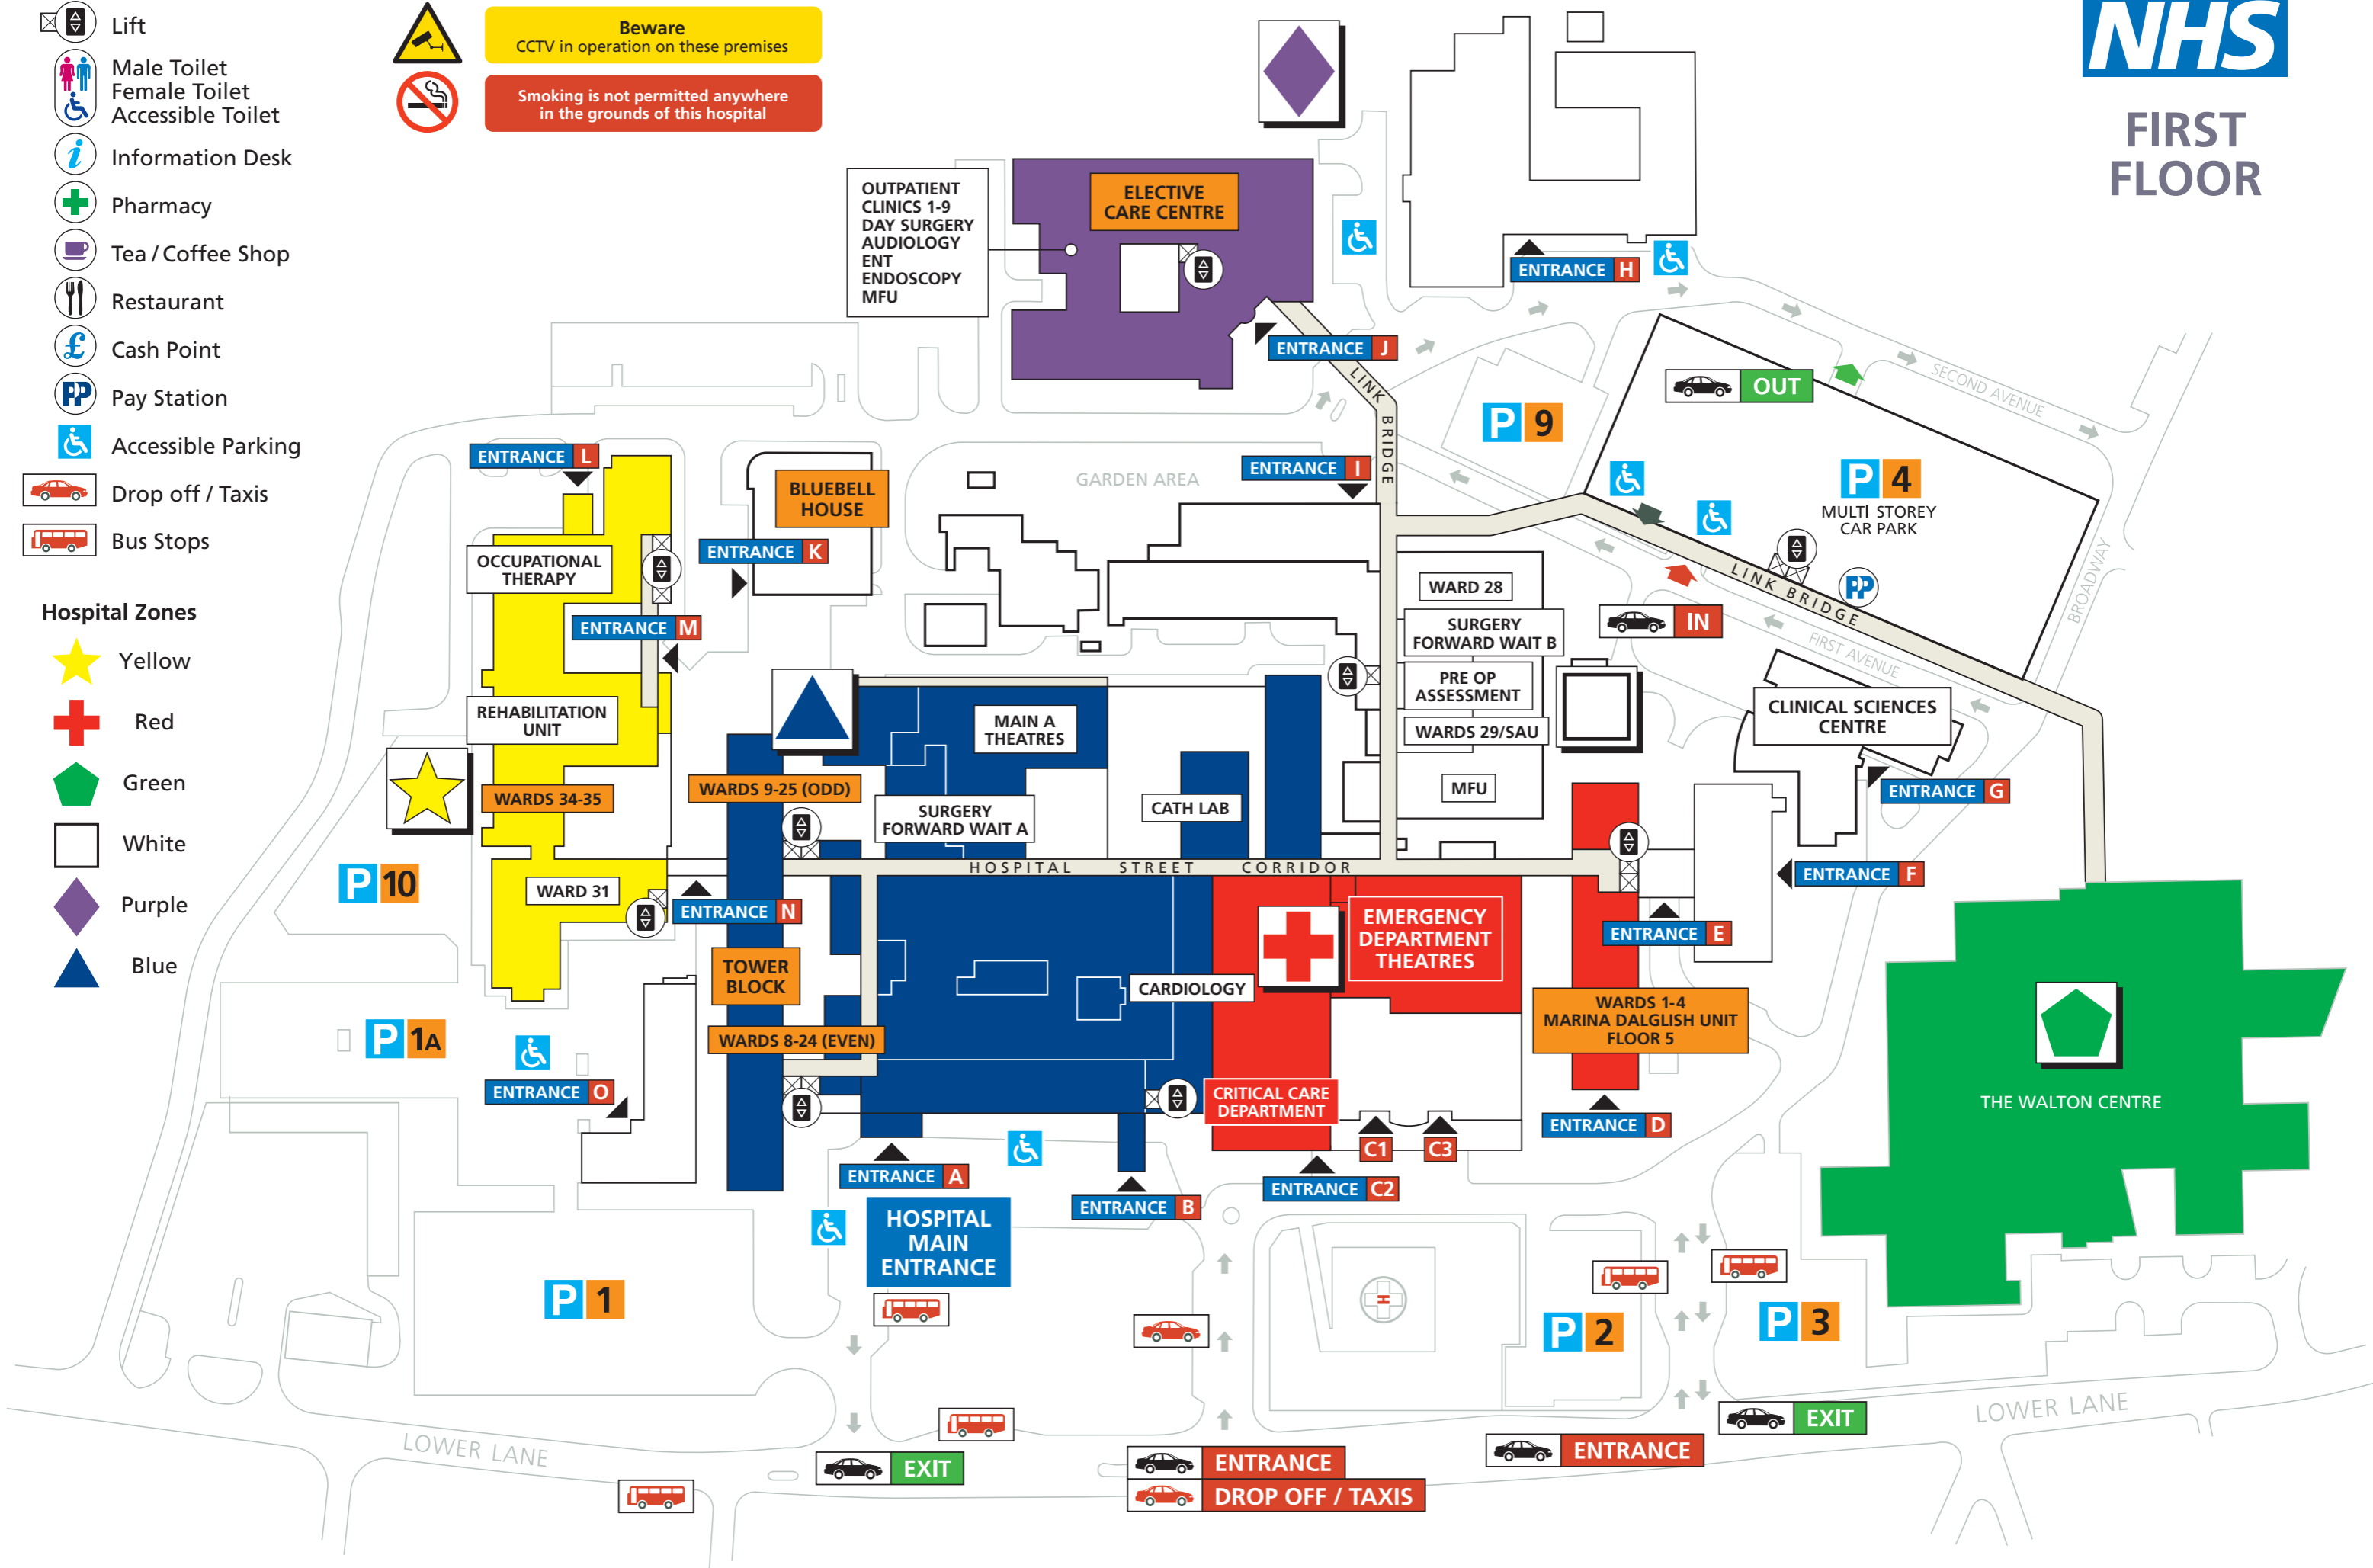 Lift
Male Toilet
Female Toilet
Accessible Toilet
Information Desk
Pharmacy
Tea / Coffee Shop
Restaurant
£
Cash Point
Pay Station
Accessible Parking
Drop off / Taxis
Bus Stops
Hospital Zones
Yellow
Red
Green
White
Purple
Blue
Beware
CCTV in operation on these premises
Smoking is not permitted anywhere
in the grounds of this hospital
NHS
FIRST
FLOOR
OUTPATIENT
CLINICS 1-9
DAY SURGERY
AUDIOLOGY
ENT
ENDOSCOPY
MFU
ELECTIVE
CARE CENTRE
ENTRANCE H
ENTRANCE J
LINK BRIDGE
OUT
SECOND AVENUE
P 9
ENTRANCE L
BLUEBELL
HOUSE
GARDEN AREA
ENTRANCE I
P 4
MULTI STOREY
CAR PARK
ENTRANCE K
OCCUPATIONAL
THERAPY
ENTRANCE M
WARD 28
SURGERY
FORWARD WAIT B
PRE OP
ASSESSMENT
WARDS 29/SAU
MFU
IN
LINK BRIDGE
FIRST AVENUE
BROADWAY
REHABILITATION
UNIT
MAIN A
THEATRES
CLINICAL SCIENCES
CENTRE
WARDS 34-35
WARDS 9-25 (ODD)
SURGERY
FORWARD WAIT A
CATH LAB
ENTRANCE G
P 10
WARD 31
HOSPITAL STREET CORRIDOR
ENTRANCE F
ENTRANCE N
EMERGENCY
DEPARTMENT
THEATRES
ENTRANCE E
TOWER
BLOCK
CARDIOLOGY
WARDS 1-4
MARINA DALGLISH UNIT
FLOOR 5
P 1A
WARDS 8-24 (EVEN)
ENTRANCE O
CRITICAL CARE
DEPARTMENT
THE WALTON CENTRE
ENTRANCE D
C1
C3
ENTRANCE A
ENTRANCE B
ENTRANCE C2
HOSPITAL
MAIN
ENTRANCE
P 1
H
P 2
P 3
LOWER LANE
EXIT
ENTRANCE
DROP OFF / TAXIS
ENTRANCE
EXIT
LOWER LANE